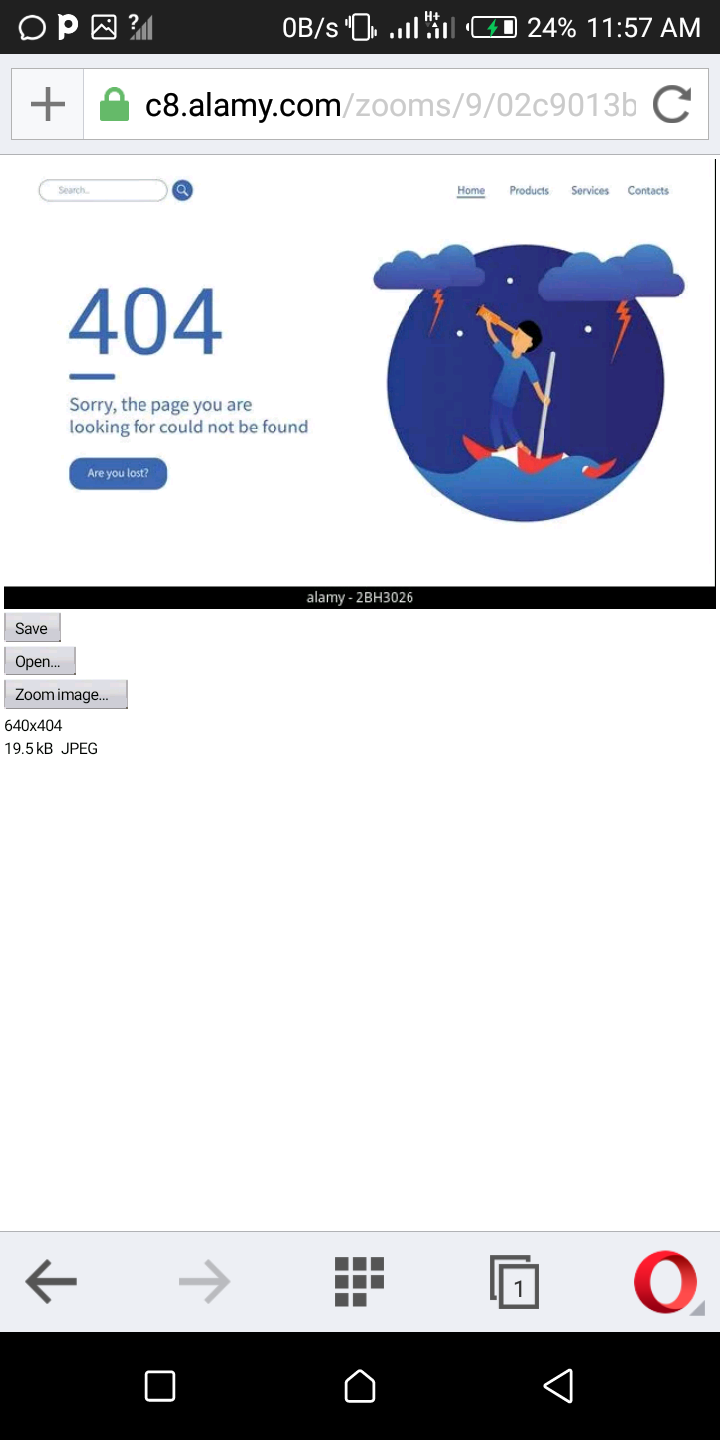 0B/s H+ 24% 11:57 AM
c8.alamy.com/zooms/9/02c9013b
Search..
Home Products Services Contacts
404
Sorry, the page you are
looking for could not be found
Are you lost?
alamy - 2BH3026
Save
Open...
Zoom image...
640x404
19.5 kB JPEG
1